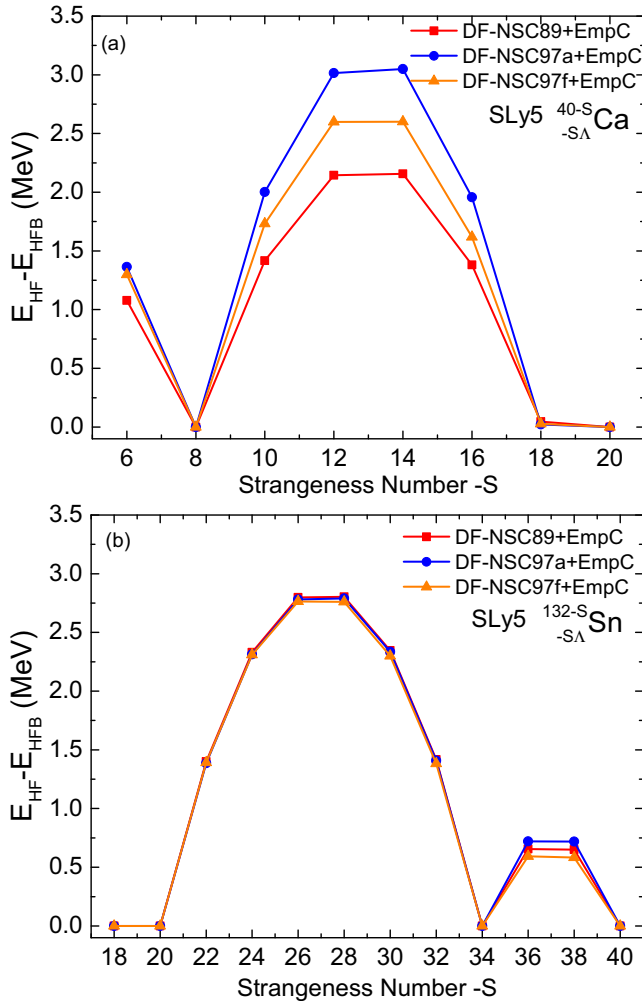 (a)
DF-NSC89+EmpC
DF-NSC97a+EmpC
DF-NSC97f+EmpC
SLy5 ⁴⁰⁻ˢ₋SΛCa
E_HF-E_HFB (MeV)
3.5
3.0
2.5
2.0
1.5
1.0
0.5
0.0
6 8 10 12 14 16 18 20
Strangeness Number -S
(b)
DF-NSC89+EmpC
DF-NSC97a+EmpC
DF-NSC97f+EmpC
SLy5 ¹³²⁻ˢ₋SΛSn
E_HF-E_HFB (MeV)
3.5
3.0
2.5
2.0
1.5
1.0
0.5
0.0
18 20 22 24 26 28 30 32 34 36 38 40
Strangeness Number -S